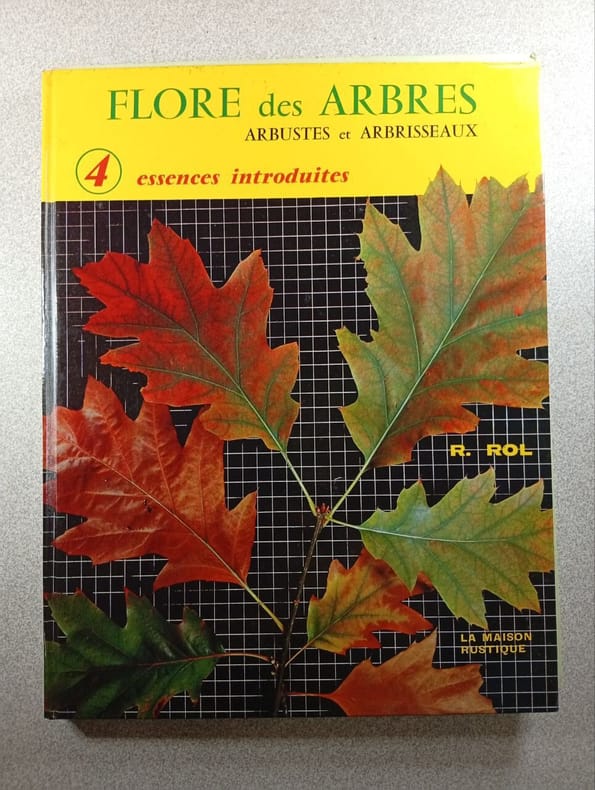 FLORE des ARBRES
ARBUSTES et ARBRISSEAUX
4 essences introduites
R. ROL
LA MAISON
RUSTIQUE